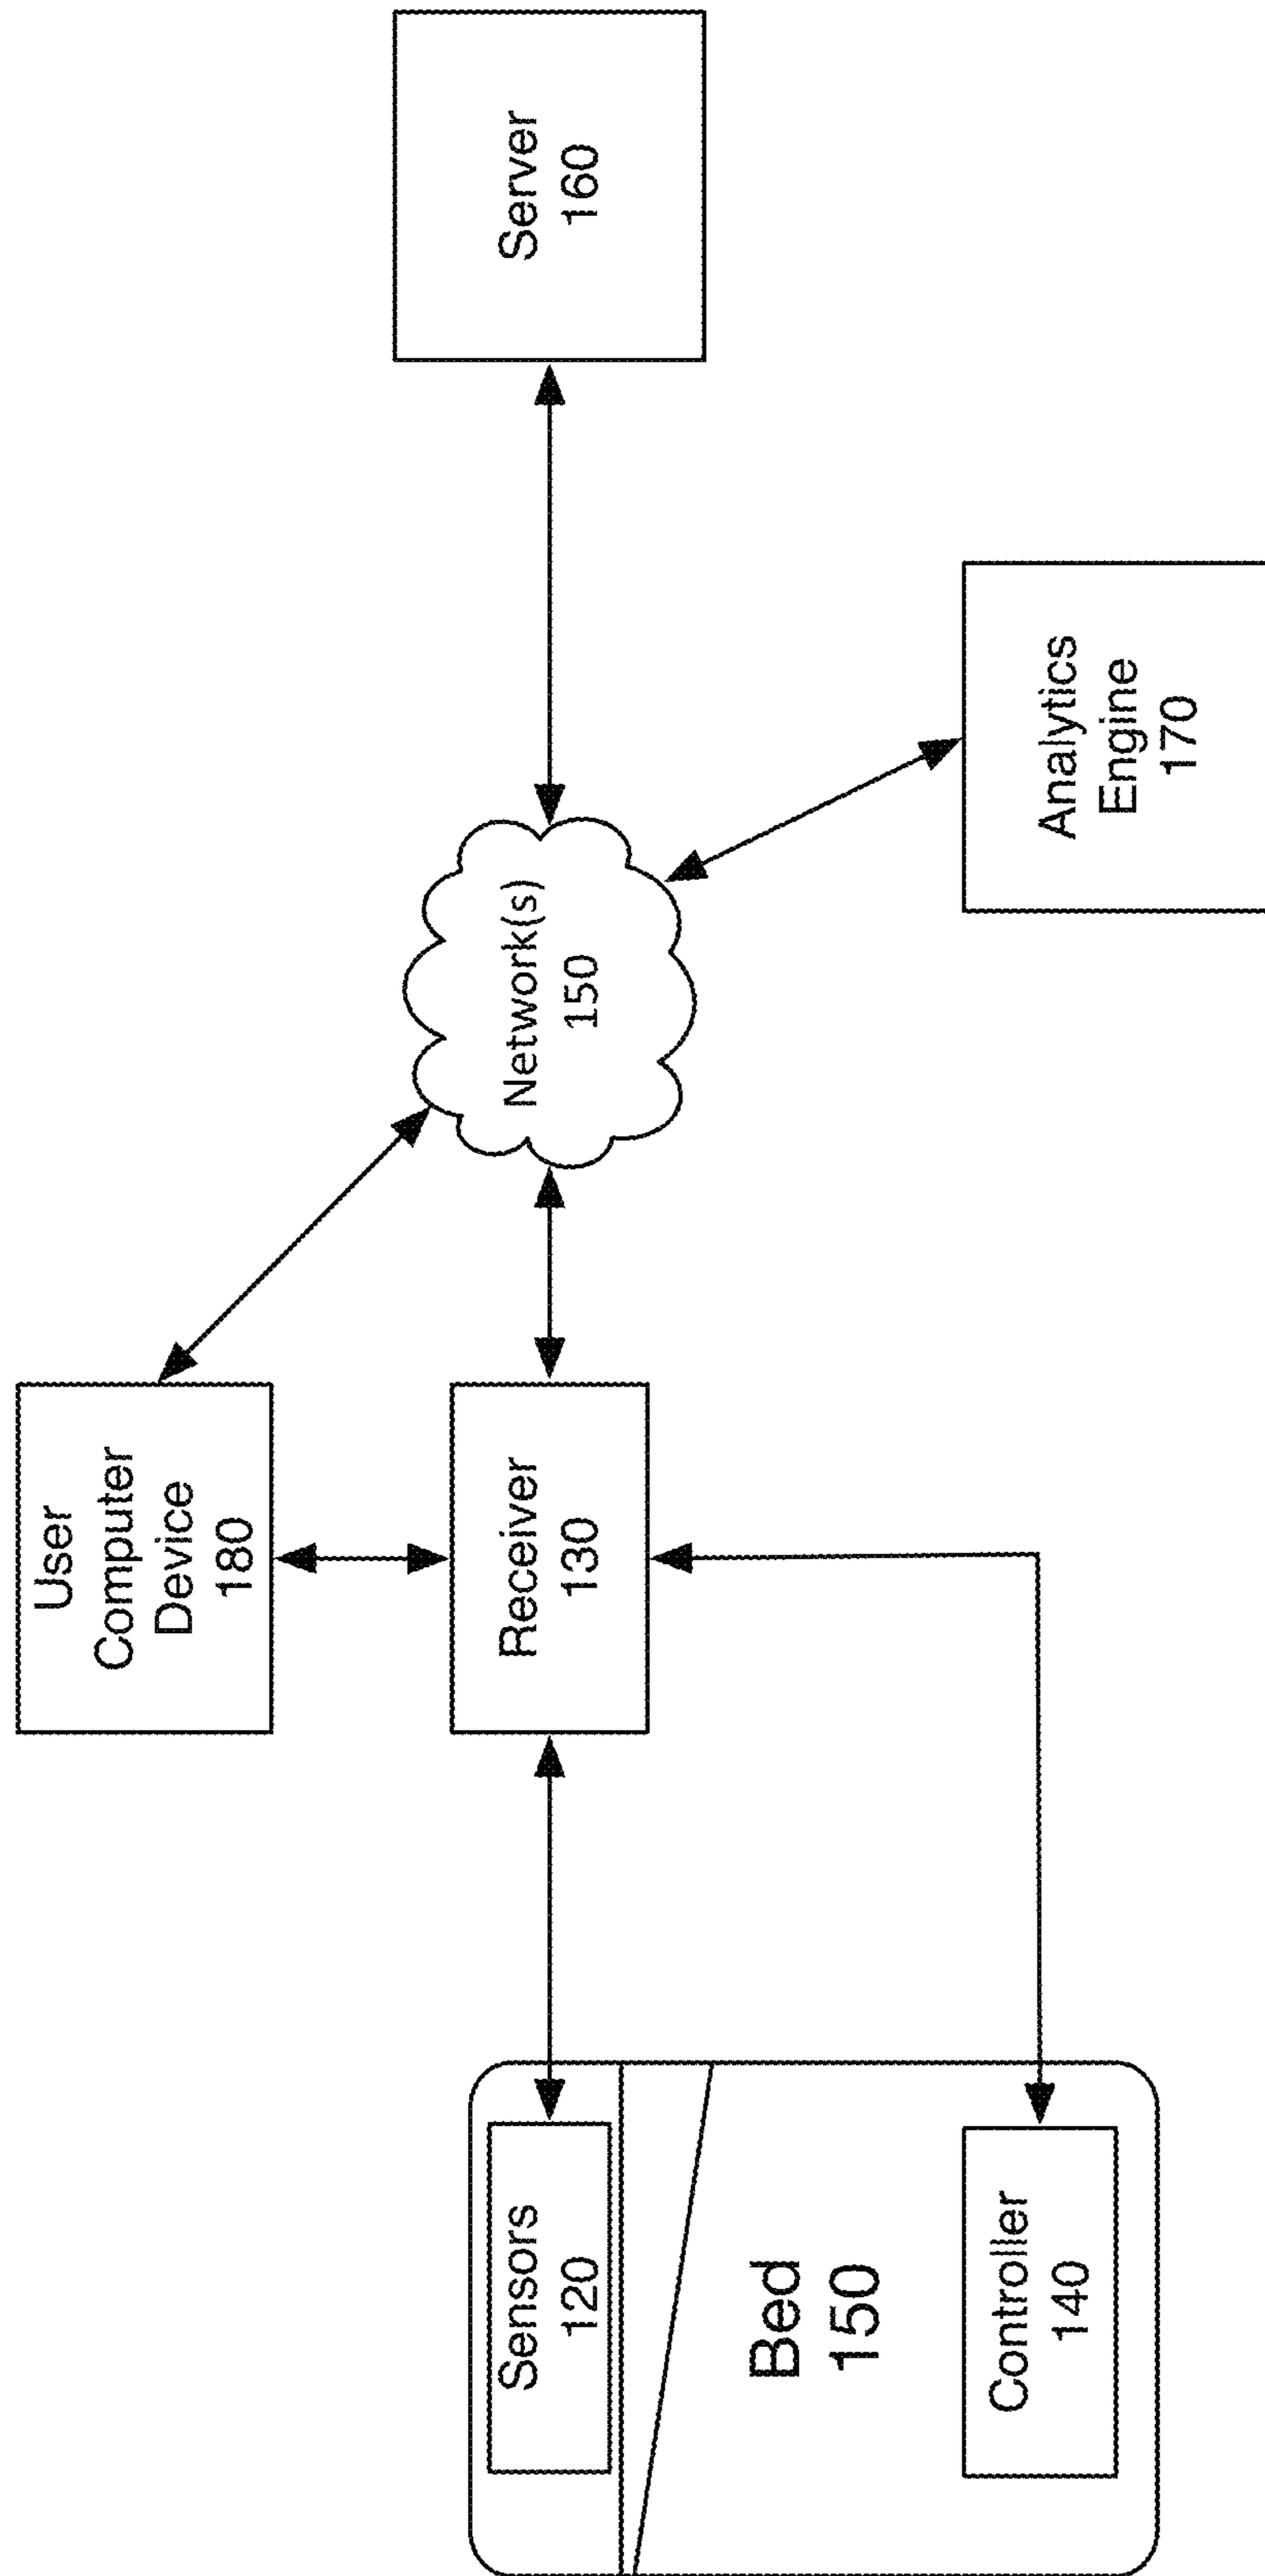 User
Computer
Device
180
Server
160
Sensors
120
Receiver
130
Network(s)
150
Bed
150
Controller
140
Analytics
Engine
170